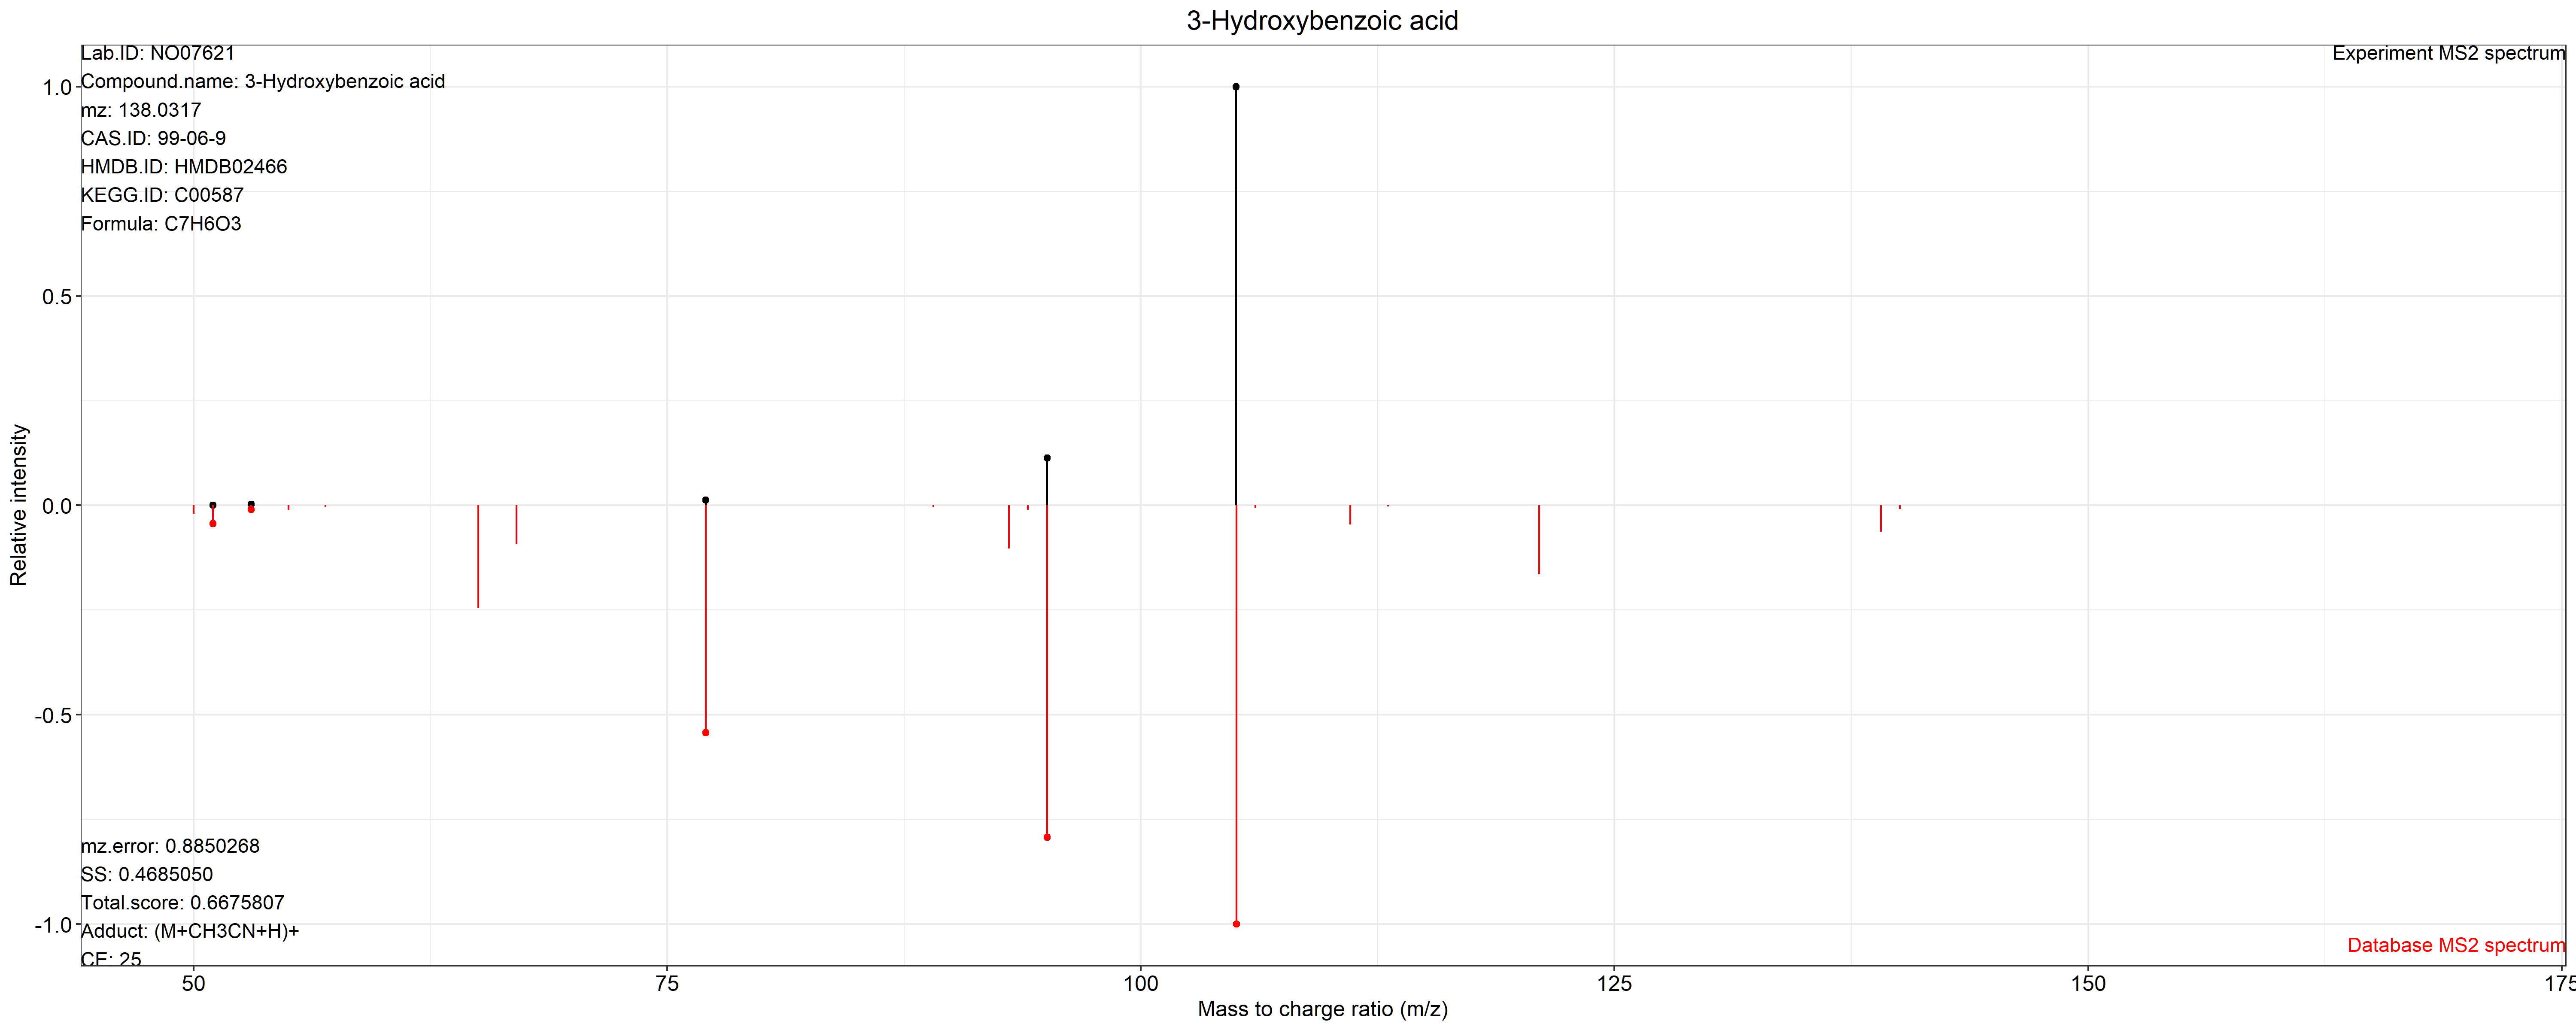 3-Hydroxybenzoic acid
Lab.ID: NO07621
Experiment MS2 spectrum
Compound.name: 3-Hydroxybenzoic acid
mz: 138.0317
CAS.ID: 99-06-9
HMDB.ID: HMDB02466
KEGG.ID: C00587
Formula: C7H6O3
1.0
0.5
0.0
-0.5
-1.0
Relative intensity
mz.error: 0.8850268
SS: 0.4685050
Total.score: 0.6675807
Adduct: (M+CH3CN+H)+
CE: 25
Database MS2 spectrum
50 75 100 125 150 175
Mass to charge ratio (m/z)